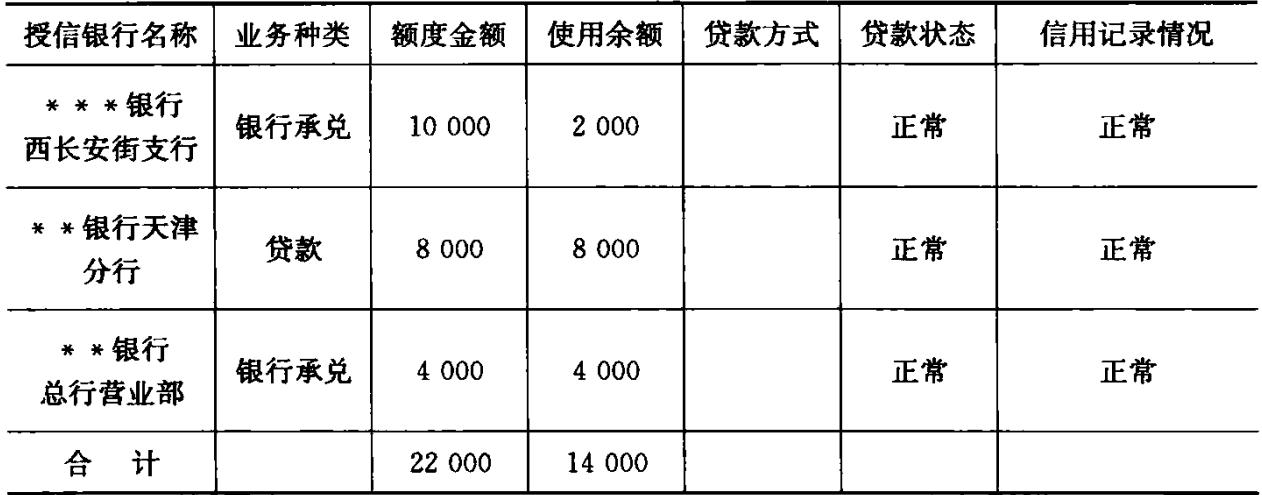 授信银行名称 业务种类 额度金额 使用余额 贷款方式 贷款状态 信用记录情况
* * *银行
西长安街支行 银行承兑 10 000 2 000 正常 正常
* *银行天津
分行 贷款 8 000 8 000 正常 正常
* *银行
总行营业部 银行承兑 4 000 4 000 正常 正常
合 计 22 000 14 000